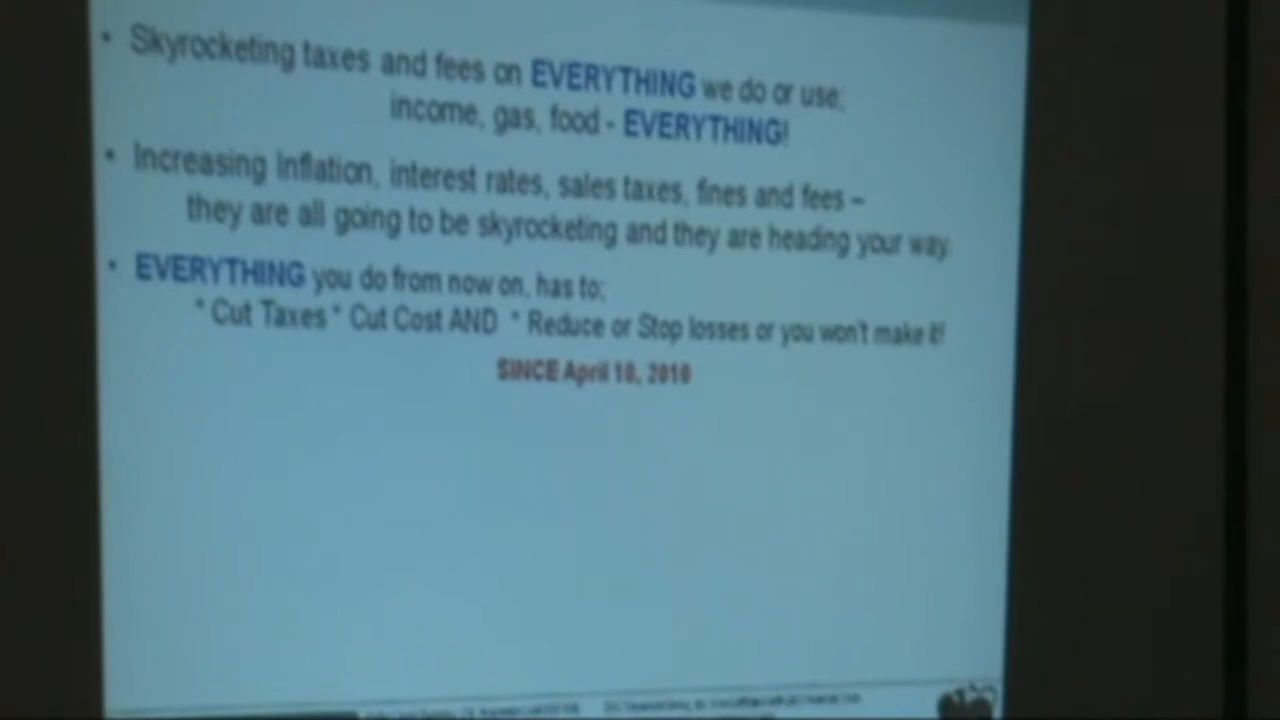 • Skyrocketing taxes and fees on EVERYTHING we do or use;
income, gas, food - EVERYTHING!
• Increasing Inflation, interest rates, sales taxes, fines and fees –
they are all going to be skyrocketing and they are heading your way.
• EVERYTHING you do from now on, has to;
* Cut Taxes * Cut Cost AND * Reduce or Stop losses or you won't make it!
SINCE April 10, 2010